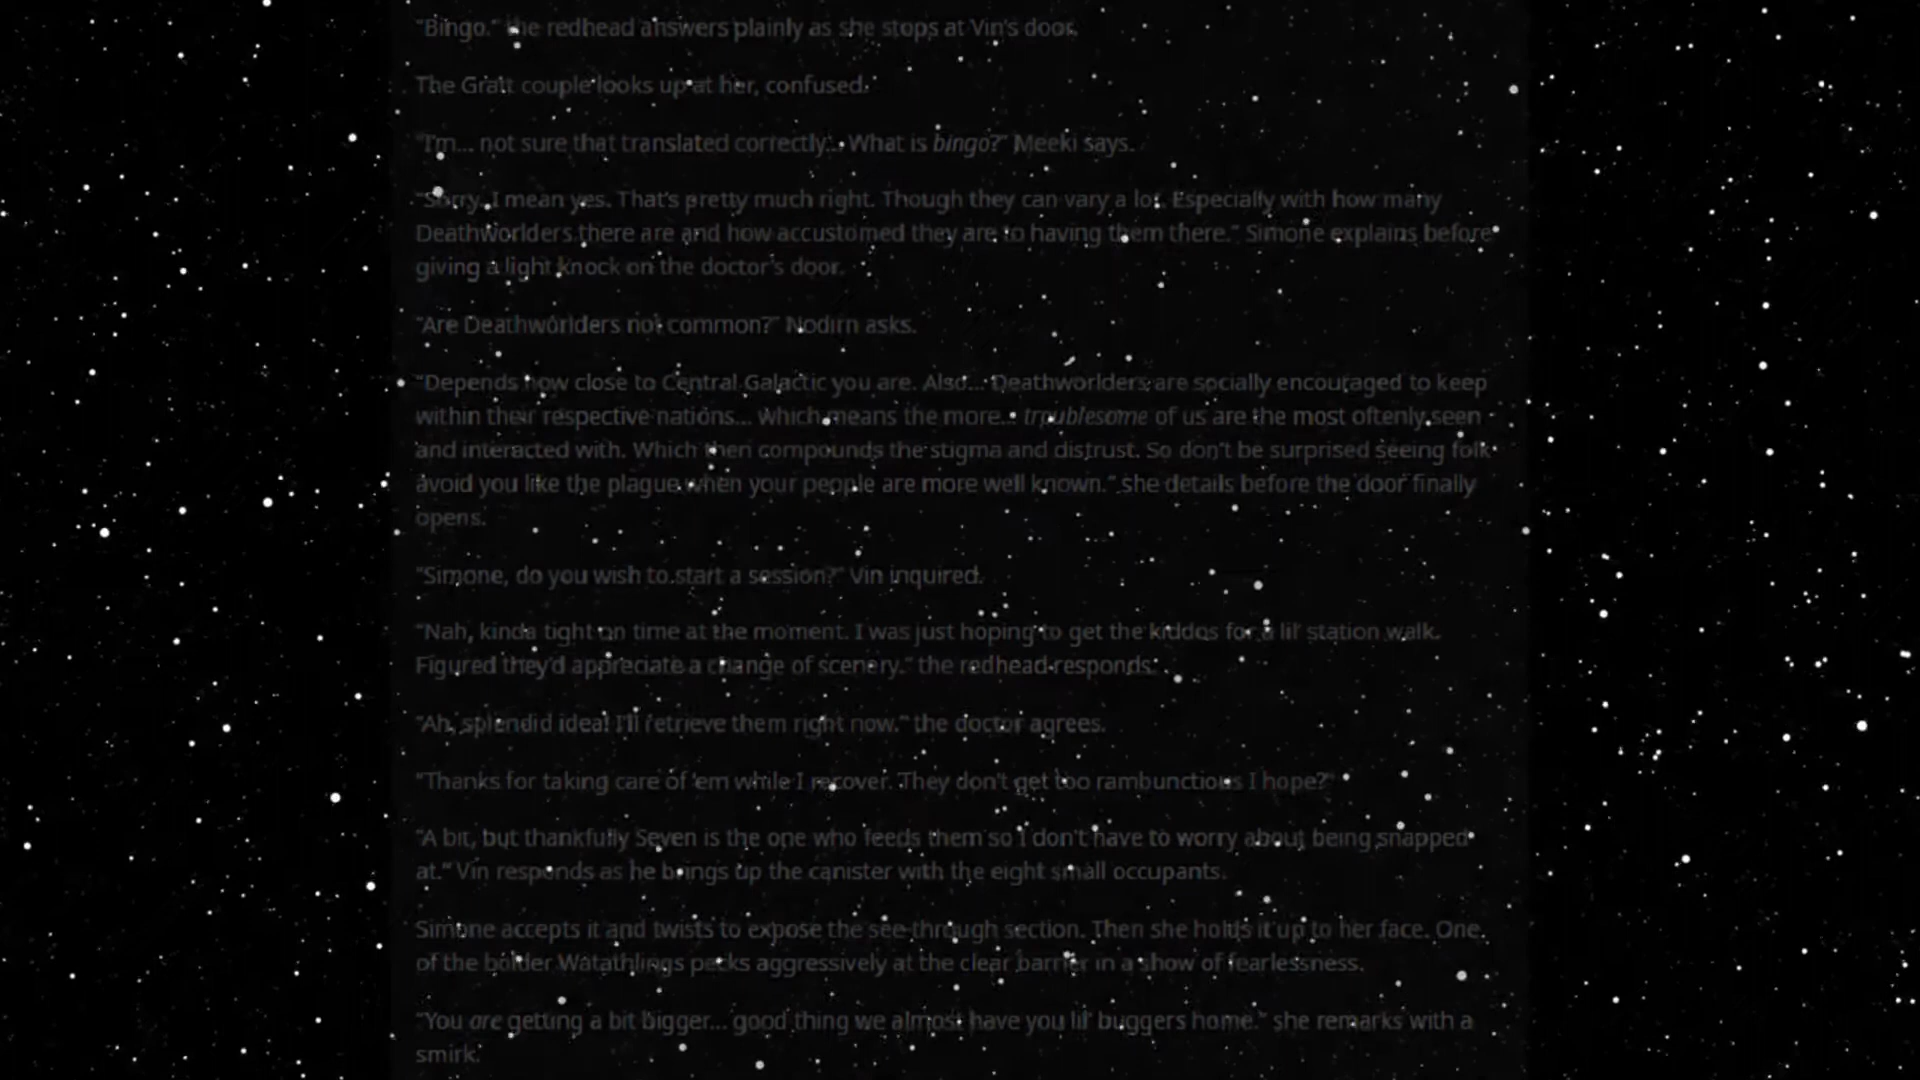 "Bingo." the redhead answers plainly as she stops at Vin's door.
The Gratt couple looks up at her, confused.
"I'm... not sure that translated correctly... What is bingo?" Meeki says.
"Sorry, I mean yes. That's pretty much right. Though they can vary a lot. Especially with how many
Deathworlders there are and how accustomed they are to having them there." Simone explains before
giving a light knock on the doctor's door.
"Are Deathworlders not common?" Nodirn asks.
"Depends how close to Central Galactic you are. Also... Deathworlders are socially encouraged to keep
within their respective nations... Which means the more... troublesome of us are the most oftenly seen
and interacted with. Which then compounds the stigma and distrust. So don't be surprised seeing folk
avoid you like the plague when your people are more well known." she details before the door finally
opens.
"Simone, do you wish to start a session?" Vin inquired.
"Nah, kinda tight on time at the moment. I was just hoping to get the kiddos for a lil' station walk.
Figured they'd appreciate a change of scenery." the redhead responds.
"Ah, splendid idea! I'll retrieve them right now." the doctor agrees.
"Thanks for taking care of 'em while I recover. They don't get too rambunctious I hope?"
"A bit, but thankfully Seven is the one who feeds them so I don't have to worry about being snapped
at." Vin responds as he brings up the canister with the eight small occupants.
Simone accepts it and twists to expose the see-through section. Then she holds it up to her face. One
of the bolder Watathlings pecks aggressively at the clear barrier in a show of fearlessness.
"You are getting a bit bigger... good thing we almost have you lil' buggers home." she remarks with a
smirk.